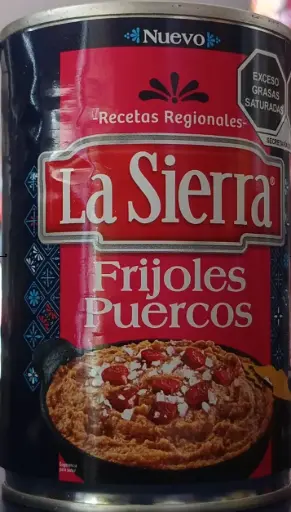 Nuevo
Recetas Regionales
La Sierra®
Frijoles
Puercos
EXCESO
GRASAS
SATURADAS